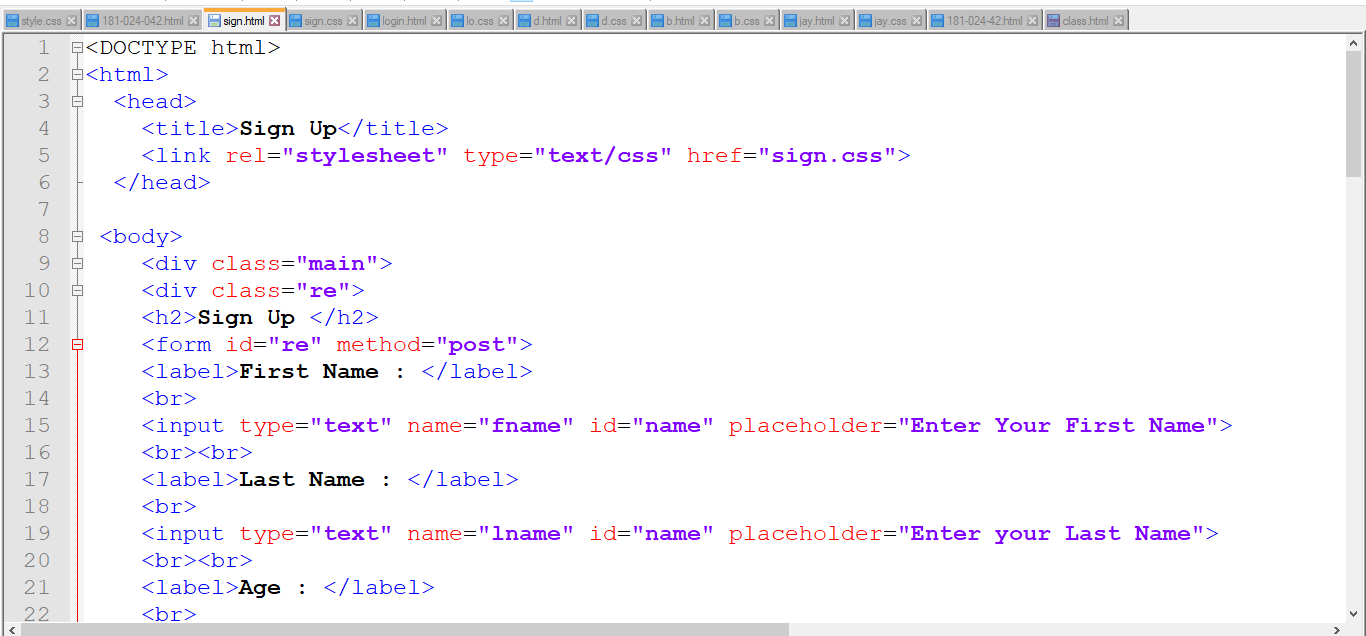 style.css 181-024-042.html sign.html sign.css login.html lo.css d.html d.css b.html b.css jay.html jay.css 181-024-42.html class.html
1 <DOCTYPE html>
2 <html>
3 <head>
4 <title>Sign Up</title>
5 <link rel="stylesheet" type="text/css" href="sign.css">
6 </head>
7
8 <body>
9 <div class="main">
10 <div class="re">
11 <h2>Sign Up </h2>
12 <form id="re" method="post">
13 <label>First Name : </label>
14 <br>
15 <input type="text" name="fname" id="name" placeholder="Enter Your First Name">
16 <br><br>
17 <label>Last Name : </label>
18 <br>
19 <input type="text" name="lname" id="name" placeholder="Enter your Last Name">
20 <br><br>
21 <label>Age : </label>
22 <br>